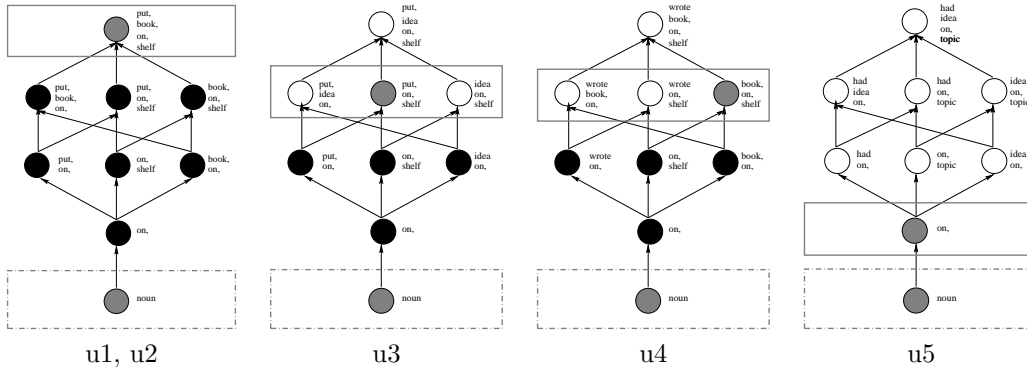 put,
book,
on,
shelf
put,
book,
on,
put,
on,
shelf
book,
on,
shelf
put,
on,
on,
shelf
book,
on,
on,
noun
u1, u2
put,
idea
on,
shelf
put,
idea
on,
put,
on,
shelf
idea
on,
shelf
put,
on,
on,
shelf
idea
on,
on,
noun
u3
wrote
book,
on,
shelf
wrote
book,
on,
wrote
on,
shelf
book,
on,
shelf
wrote
on,
on,
shelf
book,
on,
on,
noun
u4
had
idea
on,
topic
had
idea
on,
had
on,
topic
idea
on,
topic
had
on,
on,
topic
idea
on,
on,
noun
u5